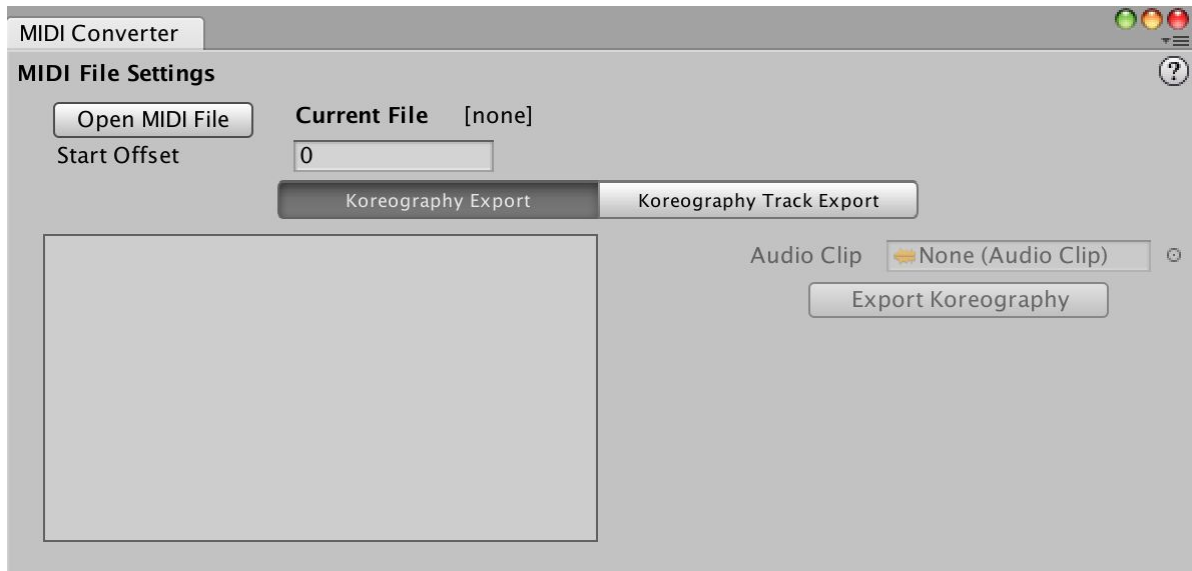 MIDI Converter
MIDI File Settings
?
Open MIDI File Current File [none]
Start Offset 0
Koreography Export Koreography Track Export
Audio Clip None (Audio Clip)
Export Koreography